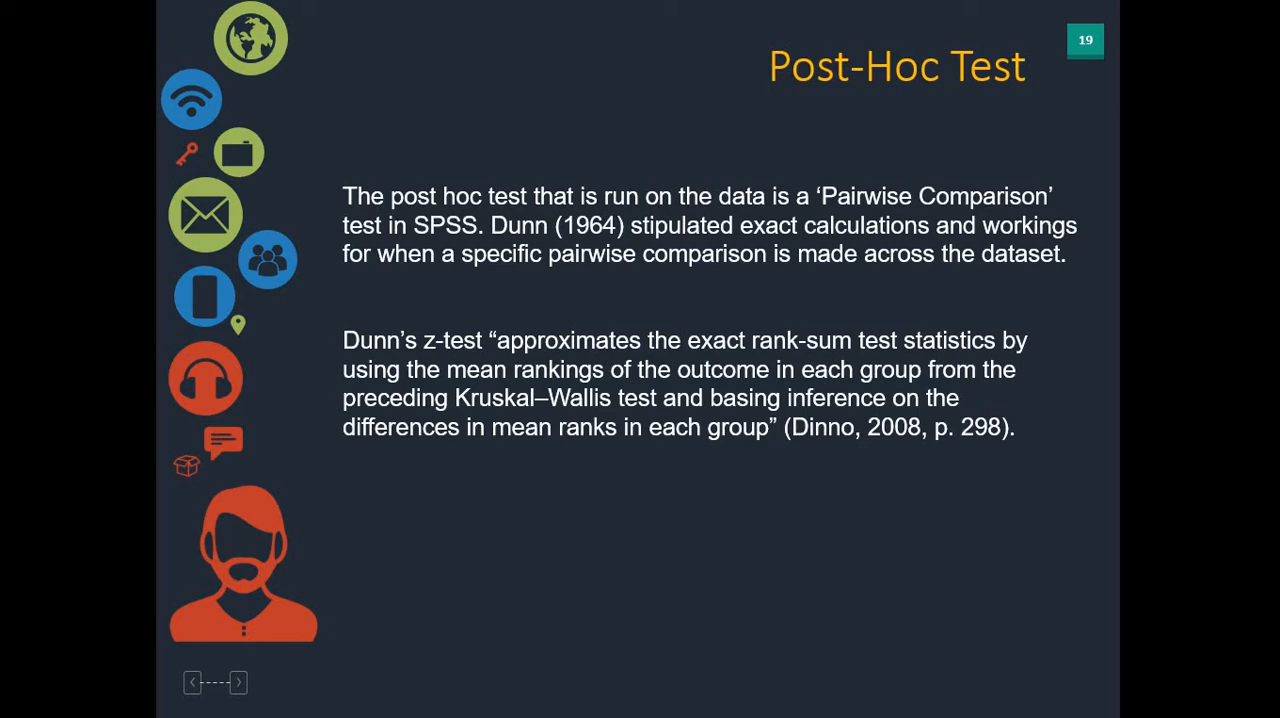 19
Post-Hoc Test
The post hoc test that is run on the data is a ‘Pairwise Comparison’
test in SPSS. Dunn (1964) stipulated exact calculations and workings
for when a specific pairwise comparison is made across the dataset.
Dunn’s z-test “approximates the exact rank-sum test statistics by
using the mean rankings of the outcome in each group from the
preceding Kruskal–Wallis test and basing inference on the
differences in mean ranks in each group” (Dinno, 2008, p. 298).